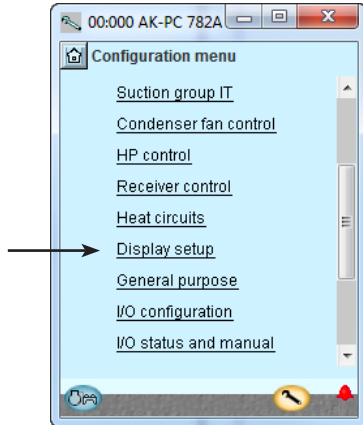 00:000 AK-PC 782A
Configuration menu
Suction group IT
Condenser fan control
HP control
Receiver control
Heat circuits
Display setup
General purpose
I/O configuration
I/O status and manual